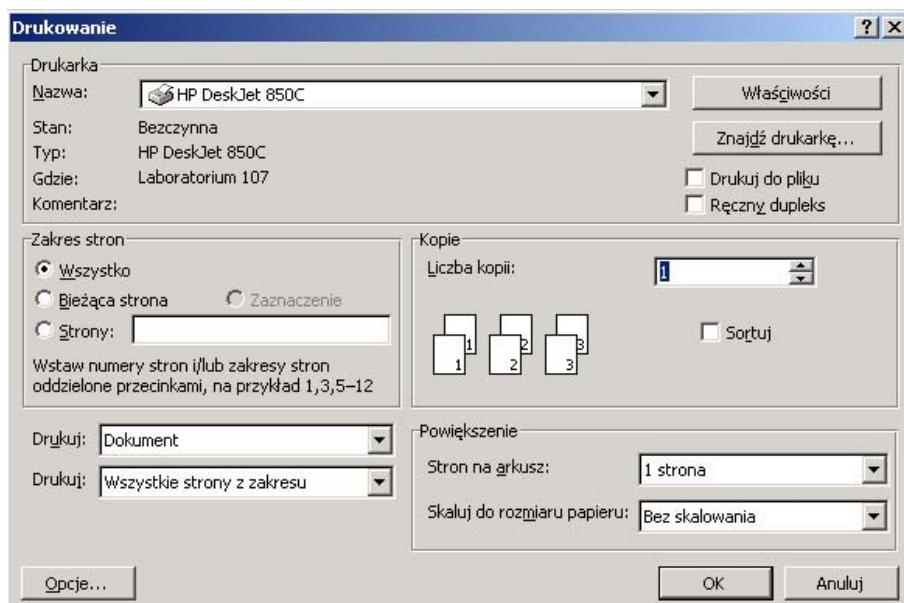 Drukowanie
Drukarka
Nazwa: HP DeskJet 850C Właściwości
Stan: Bezczynna
Typ: HP DeskJet 850C Znajdź drukarkę...
Gdzie: Laboratorium 107 Drukuj do pliku
Komentarz: Ręczny dupleks
Zakres stron
Wszystko
Bieżąca strona Zaznaczenie
Strony:
Wstaw numery stron i/lub zakresy stron
oddzielone przecinkami, na przykład 1,3,5–12
Kopie
Liczba kopii: 1
1 1 2 2 3 3 Sortuj
Drukuj: Dokument
Drukuj: Wszystkie strony z zakresu
Powiększenie
Stron na arkusz: 1 strona
Skaluj do rozmiaru papieru: Bez skalowania
Opcje... OK Anuluj